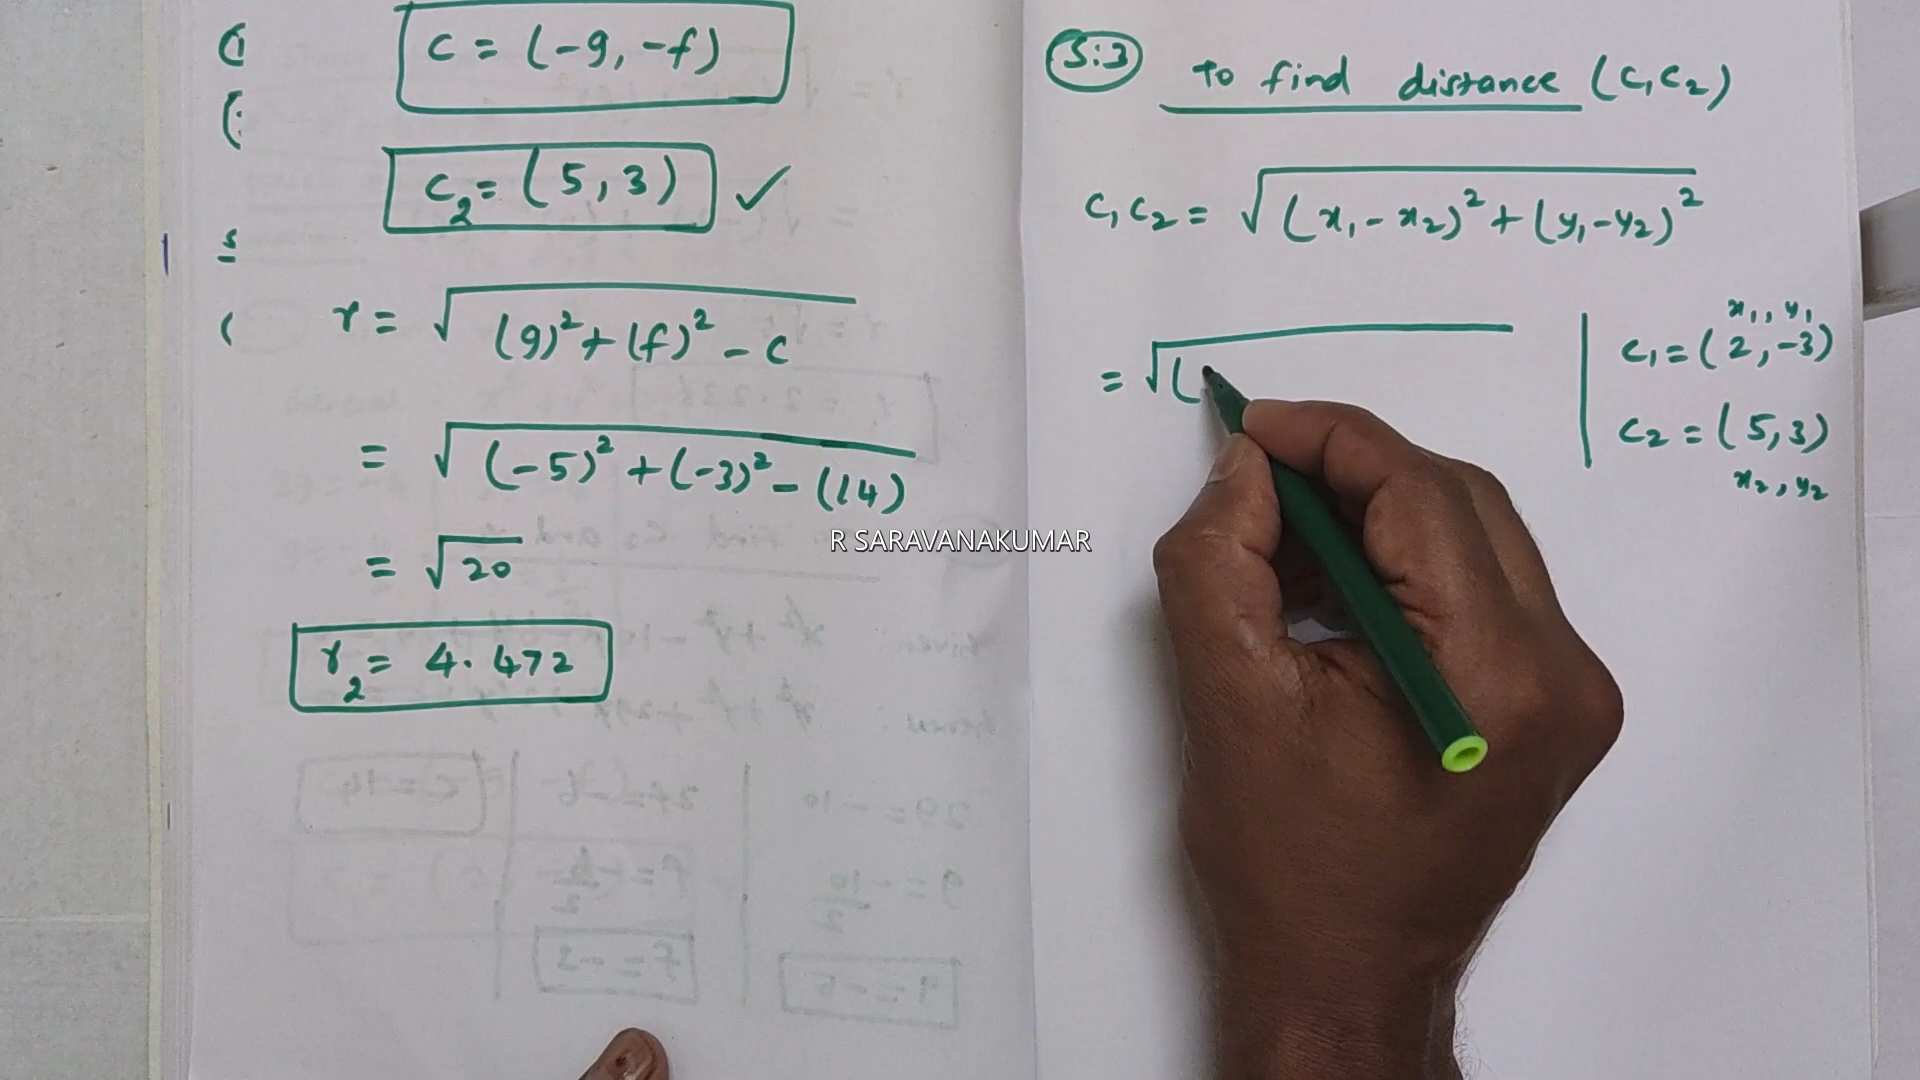 C = (-g, -f)
C₂ = (5, 3) ✓
r = √((g)² + (f)² - c)
= √((-5)² + (-3)² - (14))
= √20
r₂ = 4.472
S:3 To find distance (C₁C₂)
C₁C₂ = √((x₁ - x₂)² + (y₁ - y₂)²)
= √(
x₁, y₁
C₁ = (2, -3)
C₂ = (5, 3)
x₂, y₂
R SARAVANAKUMAR